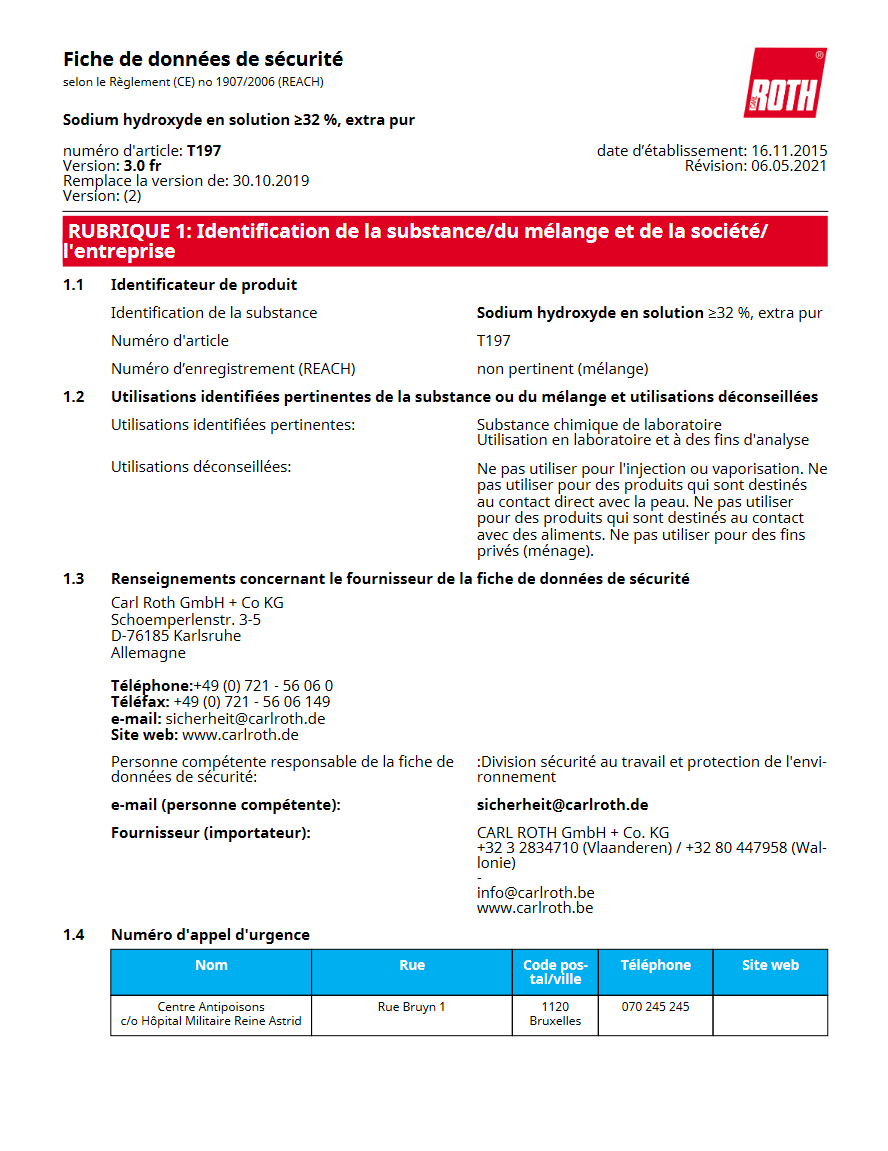 Fiche de données de sécurité
selon le Règlement (CE) no 1907/2006 (REACH)
CARL ROTH ®
Sodium hydroxyde en solution ≥32 %, extra pur
numéro d'article: T197
date d’établissement: 16.11.2015
Version: 3.0 fr
Révision: 06.05.2021
Remplace la version de: 30.10.2019
Version: (2)
RUBRIQUE 1: Identification de la substance/du mélange et de la société/
l'entreprise
1.1 Identificateur de produit
Identification de la substance Sodium hydroxyde en solution ≥32 %, extra pur
Numéro d'article T197
Numéro d’enregistrement (REACH) non pertinent (mélange)
1.2 Utilisations identifiées pertinentes de la substance ou du mélange et utilisations déconseillées
Utilisations identifiées pertinentes: Substance chimique de laboratoire
Utilisation en laboratoire et à des fins d'analyse
Utilisations déconseillées: Ne pas utiliser pour l'injection ou vaporisation. Ne
pas utiliser pour des produits qui sont destinés
au contact direct avec la peau. Ne pas utiliser
pour des produits qui sont destinés au contact
avec des aliments. Ne pas utiliser pour des fins
privés (ménage).
1.3 Renseignements concernant le fournisseur de la fiche de données de sécurité
Carl Roth GmbH + Co KG
Schoemperlenstr. 3-5
D-76185 Karlsruhe
Allemagne
Téléphone:+49 (0) 721 - 56 06 0
Téléfax: +49 (0) 721 - 56 06 149
e-mail: sicherheit@carlroth.de
Site web: www.carlroth.de
Personne compétente responsable de la fiche de
données de sécurité:
:Division sécurité au travail et protection de l'envi-
ronnement
e-mail (personne compétente): sicherheit@carlroth.de
Fournisseur (importateur): CARL ROTH GmbH + Co. KG
+32 3 2834710 (Vlaanderen) / +32 80 447958 (Wal-
lonie)
-
info@carlroth.be
www.carlroth.be
1.4 Numéro d'appel d'urgence
Nom Rue Code pos-
tal/ville Téléphone Site web
Centre Antipoisons
c/o Hôpital Militaire Reine Astrid
Rue Bruyn 1
1120
Bruxelles
070 245 245